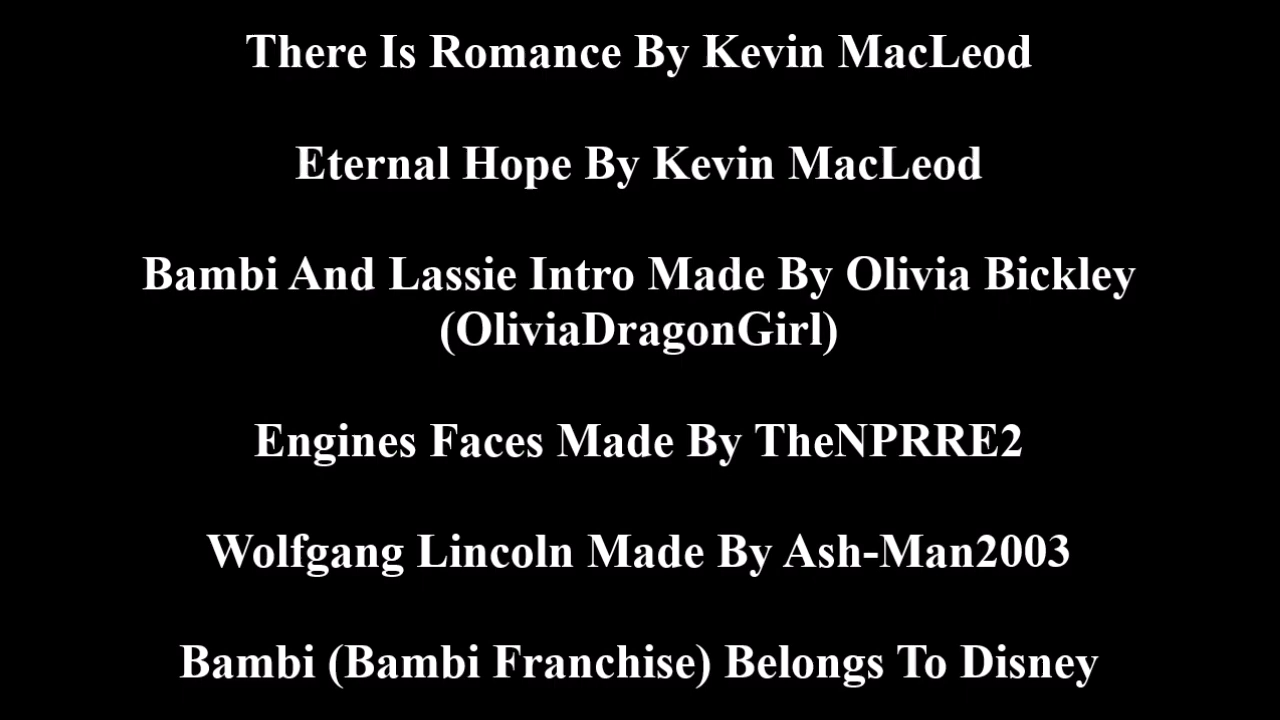 There Is Romance By Kevin MacLeod
Eternal Hope By Kevin MacLeod
Bambi And Lassie Intro Made By Olivia Bickley
(OliviaDragonGirl)
Engines Faces Made By TheNPRRE2
Wolfgang Lincoln Made By Ash-Man2003
Bambi (Bambi Franchise) Belongs To Disney